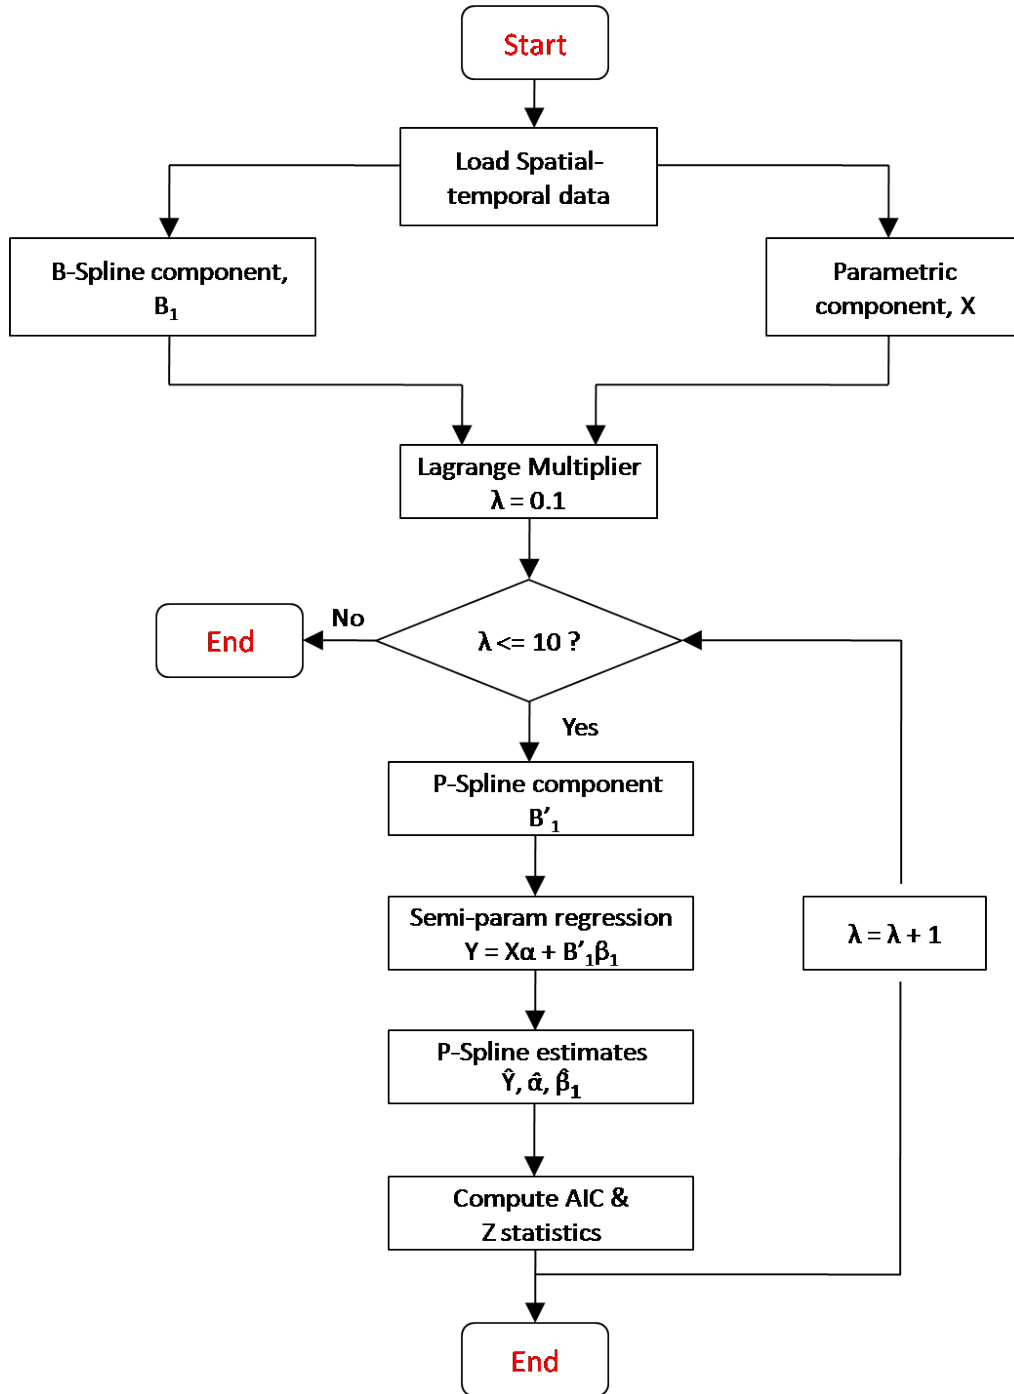 Start
Load Spatial-
temporal data
B-Spline component,
B₁
Parametric
component, X
Lagrange Multiplier
λ = 0.1
λ <= 10 ?
No
End
Yes
P-Spline component
B’₁
Semi-param regression
Y = Xα + B’₁β₁
λ = λ + 1
P-Spline estimates
Ŷ, α̂, β̂₁
Compute AIC &
Z statistics
End